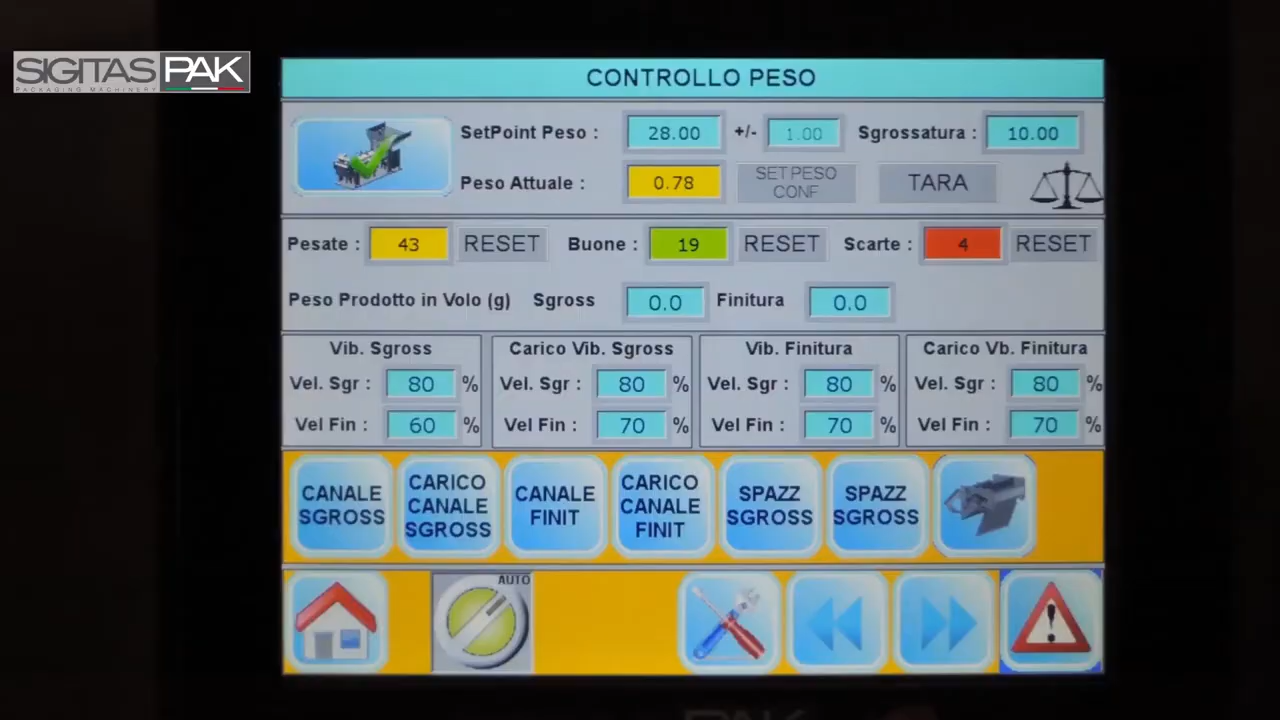 SIGITAS PAK
PACKAGING MACHINERY
CONTROLLO PESO
SetPoint Peso : 28.00 +/- 1.00 Sgrossatura : 10.00
Peso Attuale : 0.78 SET PESO CONF TARA
Pesate : 43 RESET Buone : 19 RESET Scarte : 4 RESET
Peso Prodotto in Volo (g) Sgross 0.0 Finitura 0.0
Vib. Sgross Carico Vib. Sgross Vib. Finitura Carico Vb. Finitura
Vel. Sgr : 80 % Vel. Sgr : 80 % Vel. Sgr : 80 % Vel. Sgr : 80 %
Vel Fin : 60 % Vel Fin : 70 % Vel Fin : 70 % Vel Fin : 70 %
CANALE SGROSS
CARICO CANALE SGROSS
CANALE FINIT
CARICO CANALE FINIT
SPAZZ SGROSS
SPAZZ SGROSS
AUTO
PAK